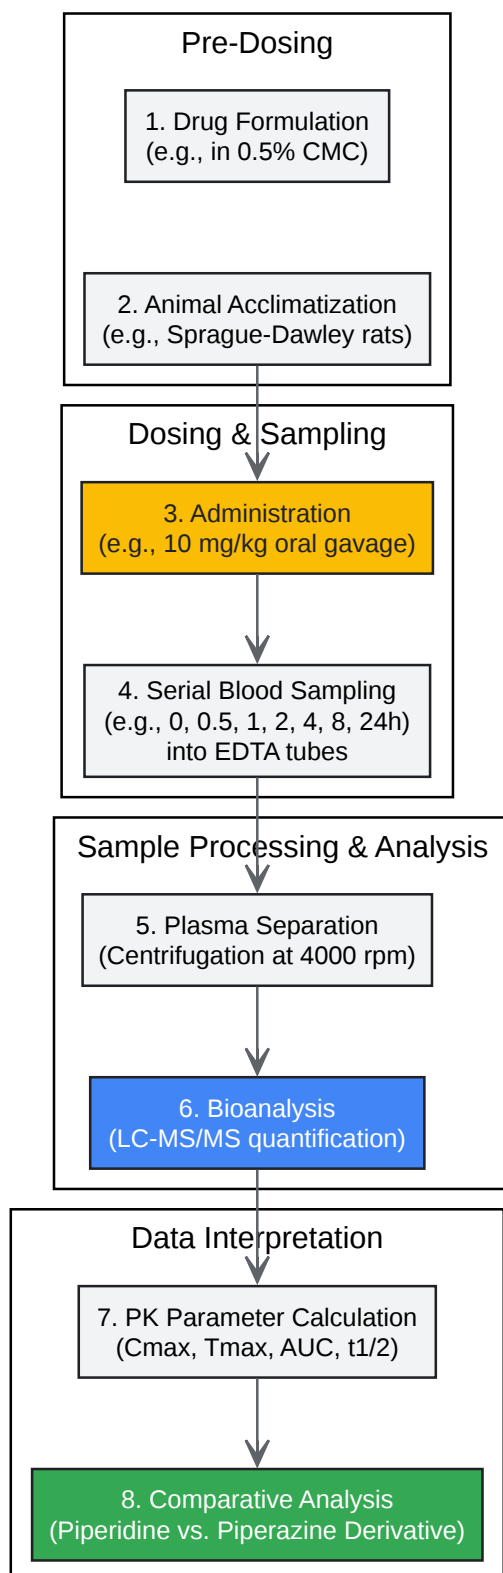 Pre-Dosing
1. Drug Formulation
(e.g., in 0.5% CMC)
2. Animal Acclimatization
(e.g., Sprague-Dawley rats)
Dosing & Sampling
3. Administration
(e.g., 10 mg/kg oral gavage)
4. Serial Blood Sampling
(e.g., 0, 0.5, 1, 2, 4, 8, 24h)
into EDTA tubes
Sample Processing & Analysis
5. Plasma Separation
(Centrifugation at 4000 rpm)
6. Bioanalysis
(LC-MS/MS quantification)
Data Interpretation
7. PK Parameter Calculation
(Cmax, Tmax, AUC, t1/2)
8. Comparative Analysis
(Piperidine vs. Piperazine Derivative)